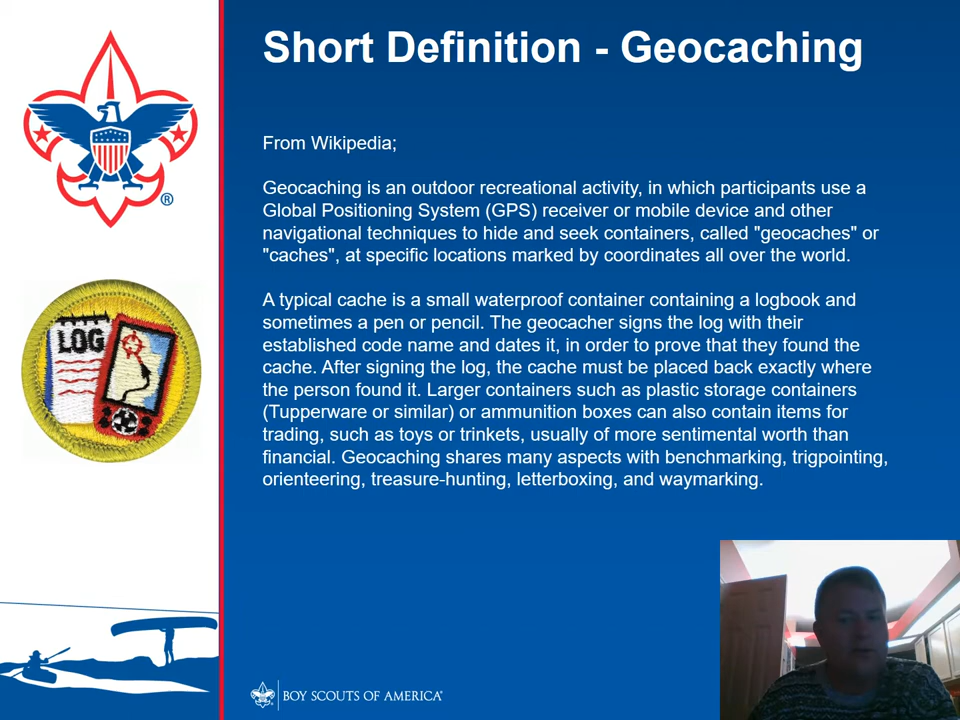 Short Definition - Geocaching
From Wikipedia;
Geocaching is an outdoor recreational activity, in which participants use a
Global Positioning System (GPS) receiver or mobile device and other
navigational techniques to hide and seek containers, called "geocaches" or
"caches", at specific locations marked by coordinates all over the world.
A typical cache is a small waterproof container containing a logbook and
sometimes a pen or pencil. The geocacher signs the log with their
established code name and dates it, in order to prove that they found the
cache. After signing the log, the cache must be placed back exactly where
the person found it. Larger containers such as plastic storage containers
(Tupperware or similar) or ammunition boxes can also contain items for
trading, such as toys or trinkets, usually of more sentimental worth than
financial. Geocaching shares many aspects with benchmarking, trigpointing,
orienteering, treasure-hunting, letterboxing, and waymarking.
®
LOG
BOY SCOUTS OF AMERICA®